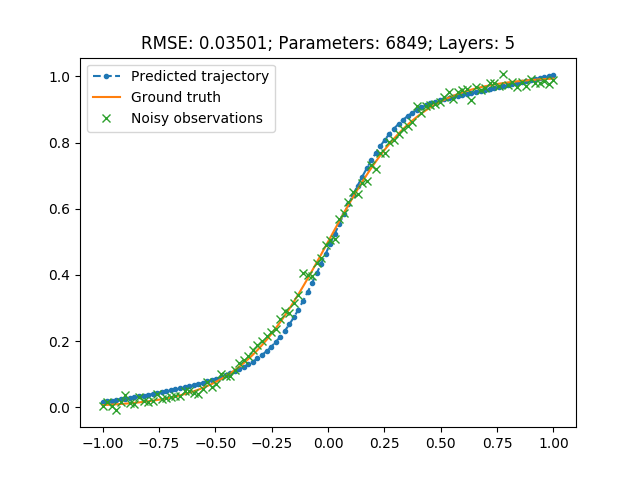 RMSE: 0.03501; Parameters: 6849; Layers: 5
Predicted trajectory
Ground truth
Noisy observations
1.0
0.8
0.6
0.4
0.2
0.0
−1.00 −0.75 −0.50 −0.25 0.00 0.25 0.50 0.75 1.00